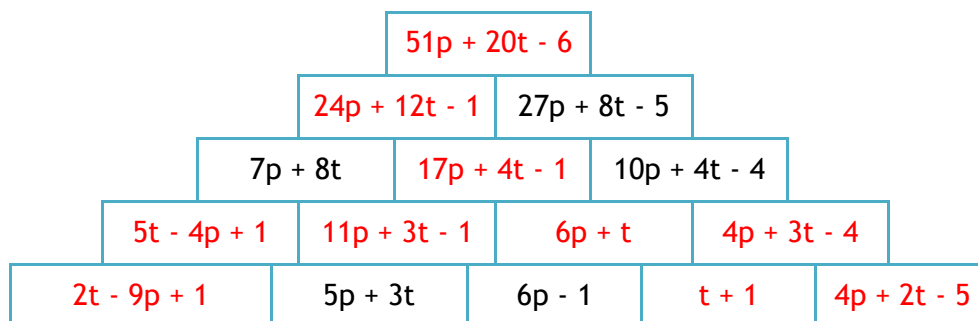 51p + 20t - 6
24p + 12t - 1 27p + 8t - 5
7p + 8t 17p + 4t - 1 10p + 4t - 4
5t - 4p + 1 11p + 3t - 1 6p + t 4p + 3t - 4
2t - 9p + 1 5p + 3t 6p - 1 t + 1 4p + 2t - 5